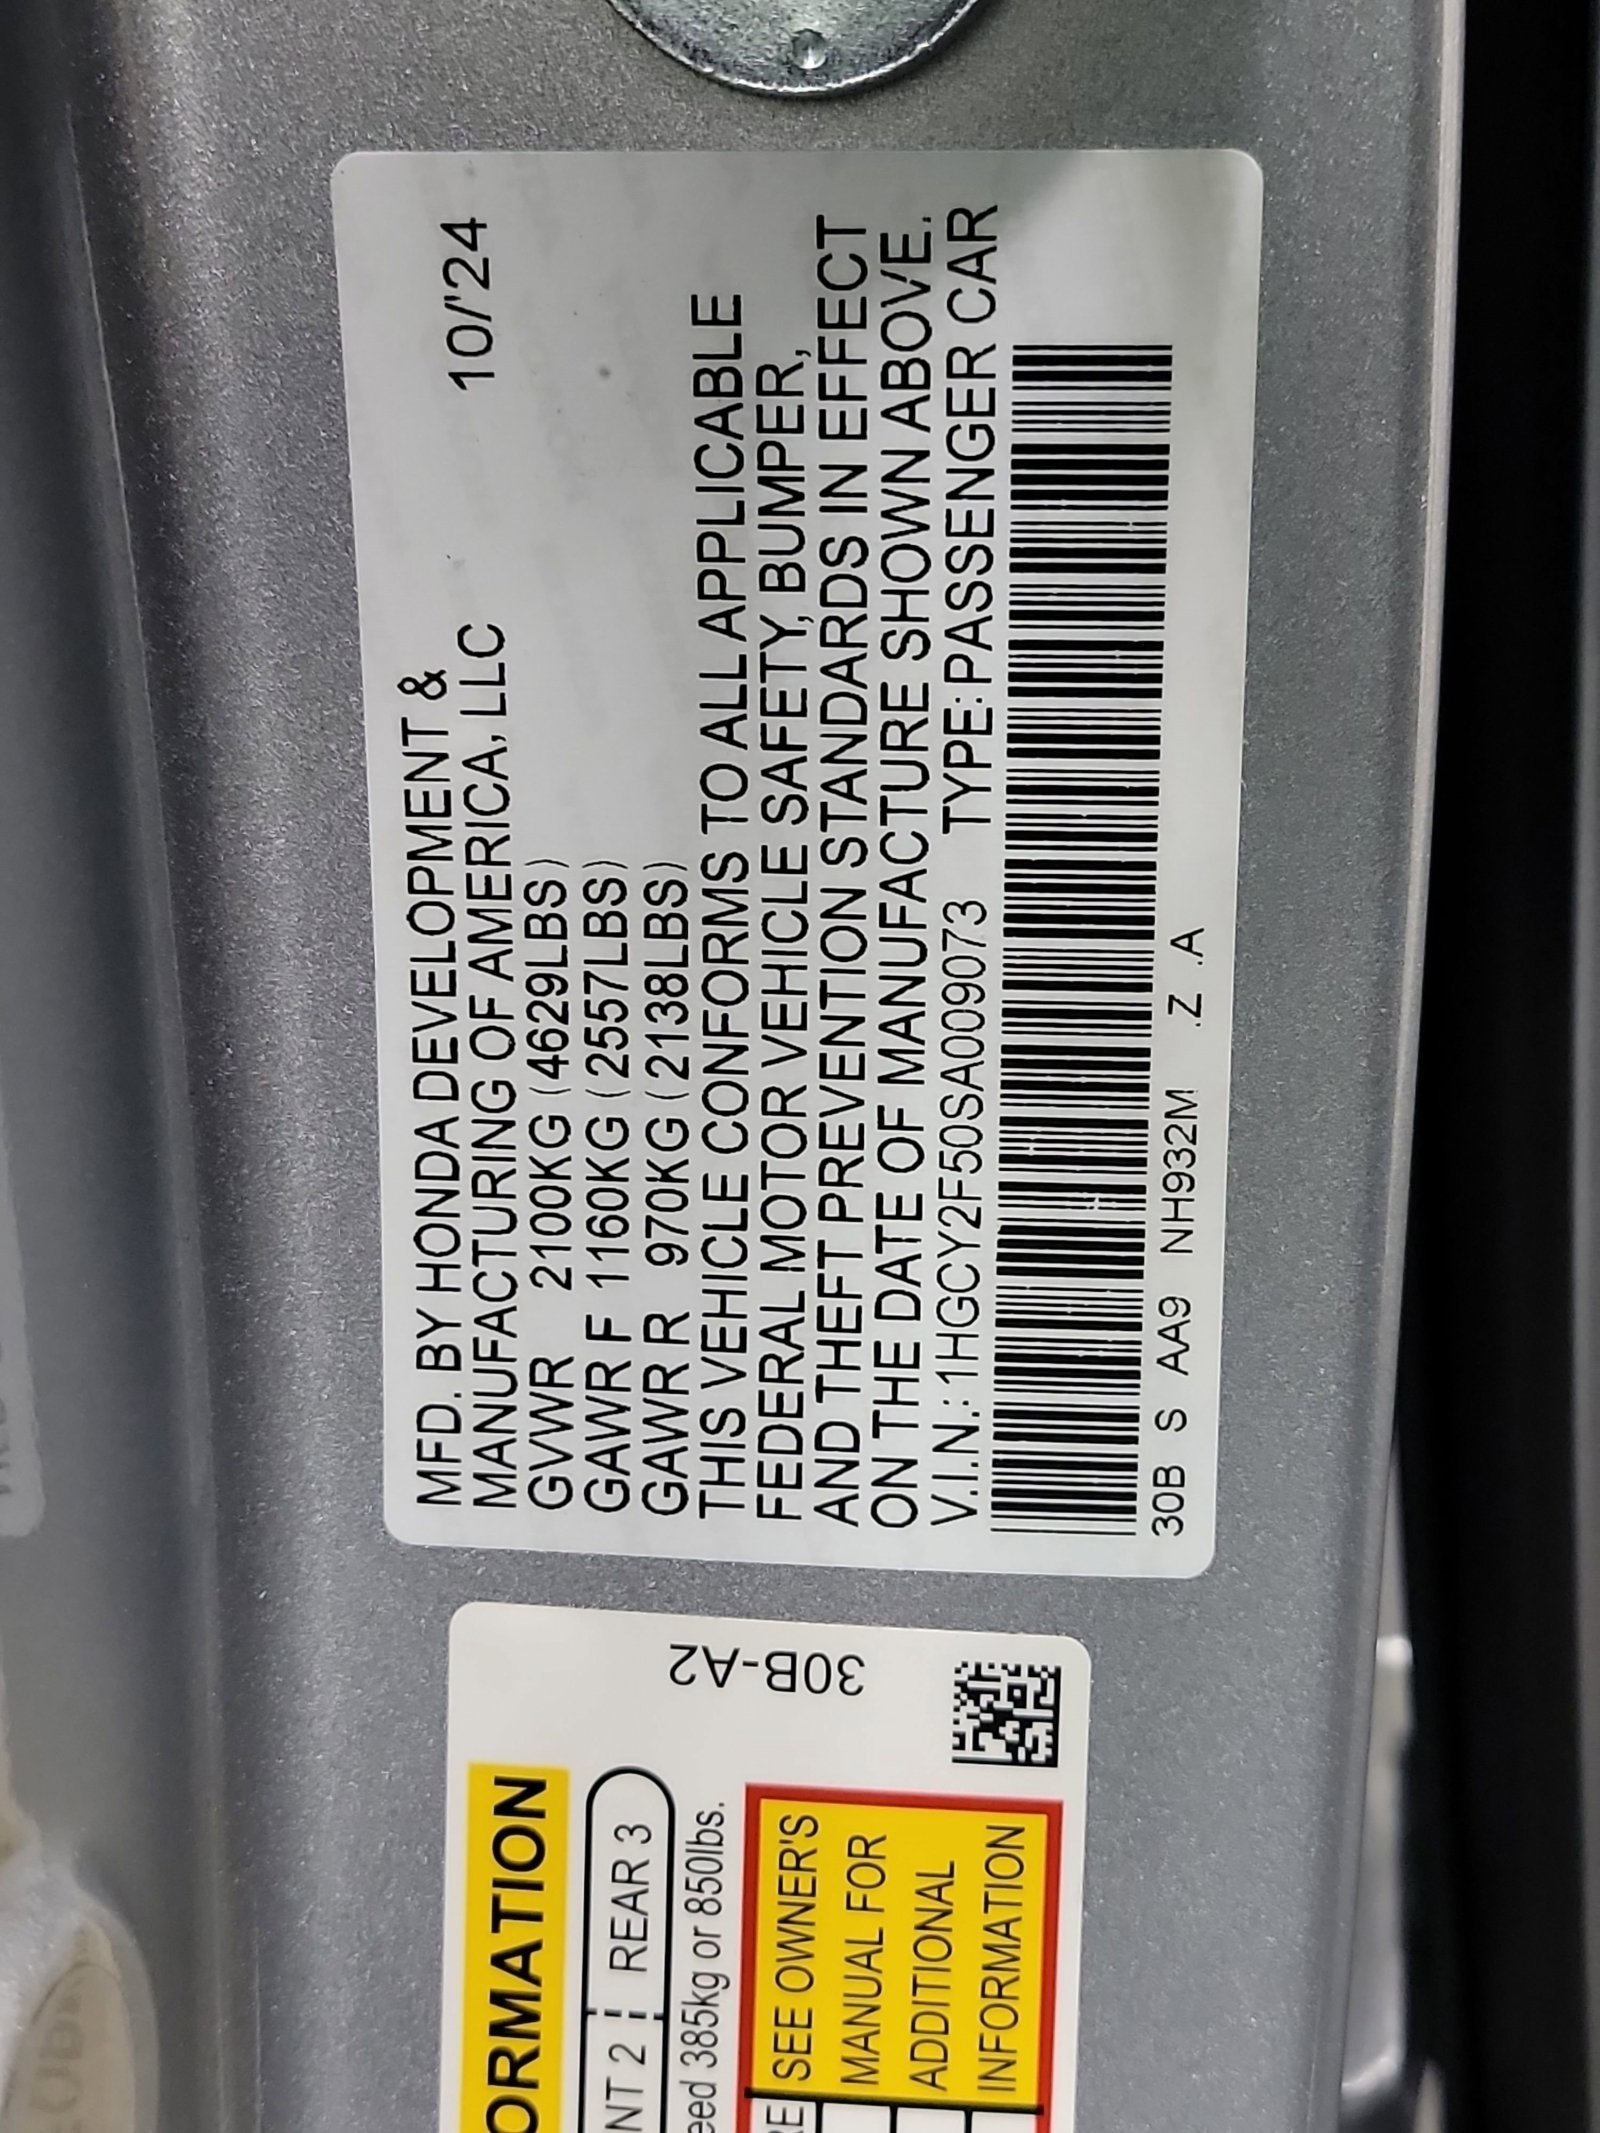 MFD. BY HONDA DEVELOPMENT &
MANUFACTURING OF AMERICA, LLC 10/'24
GVWR 2100KG (4629LBS)
GAWR F 1160KG (2557LBS)
GAWR R 970KG (2138LBS)
THIS VEHICLE CONFORMS TO ALL APPLICABLE
FEDERAL MOTOR VEHICLE SAFETY, BUMPER,
AND THEFT PREVENTION STANDARDS IN EFFECT
ON THE DATE OF MANUFACTURE SHOWN ABOVE.
V.I.N.:1HGCY2F50SA009073 TYPE:PASSENGER CAR
30B S AA9 NH932M .Z .A
30B-A2
ORMATION
NT 2 REAR 3
eed 385kg or 850lbs.
RE
SEE OWNER'S
MANUAL FOR
ADDITIONAL
INFORMATION